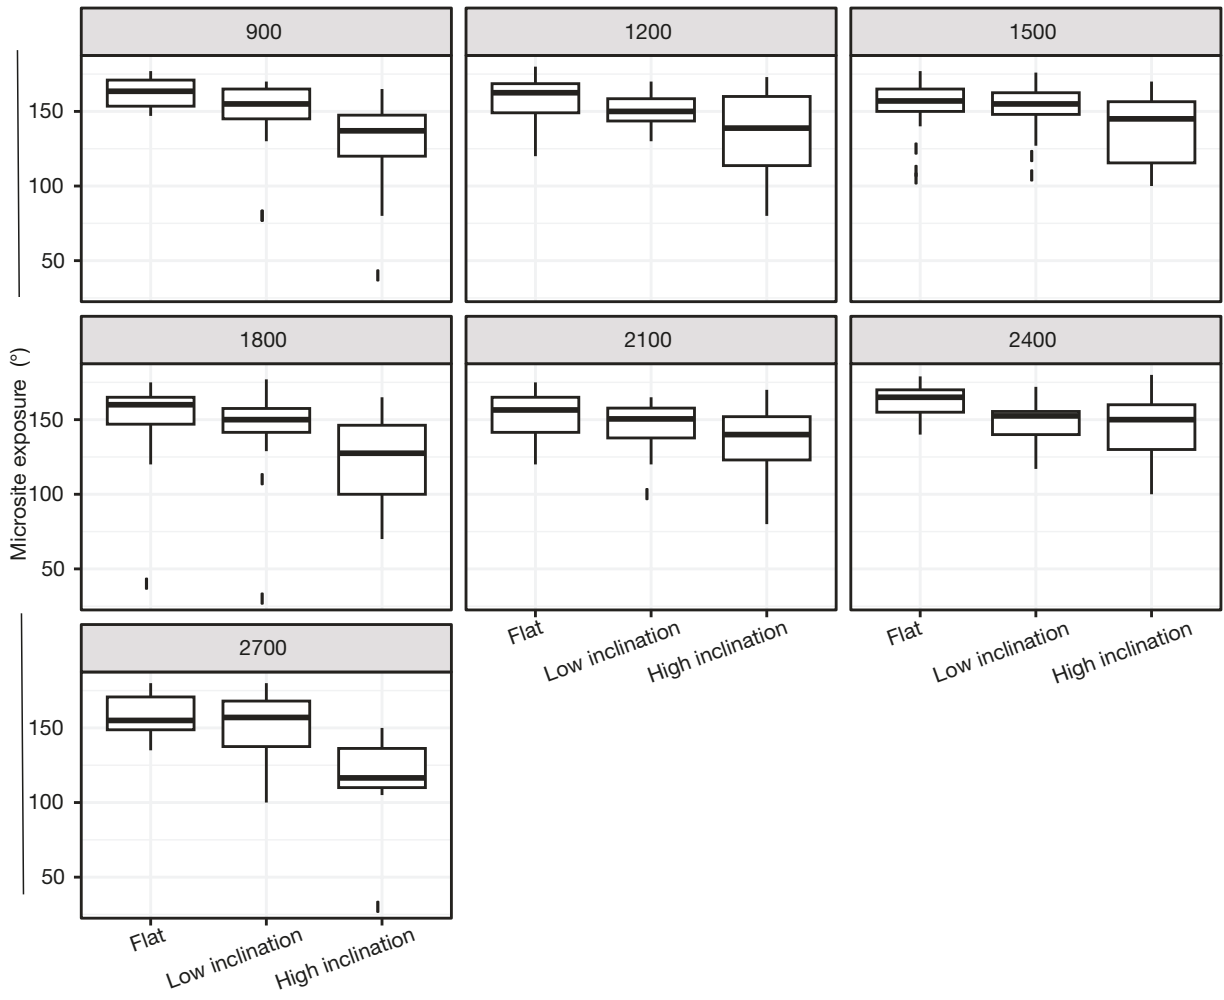 900
1200
1500
150
100
50
1800
2100
2400
Microsite exposure (°)
150
100
50
Flat
Low inclination
High inclination
Flat
Low inclination
High inclination
2700
150
100
50
Flat
Low inclination
High inclination